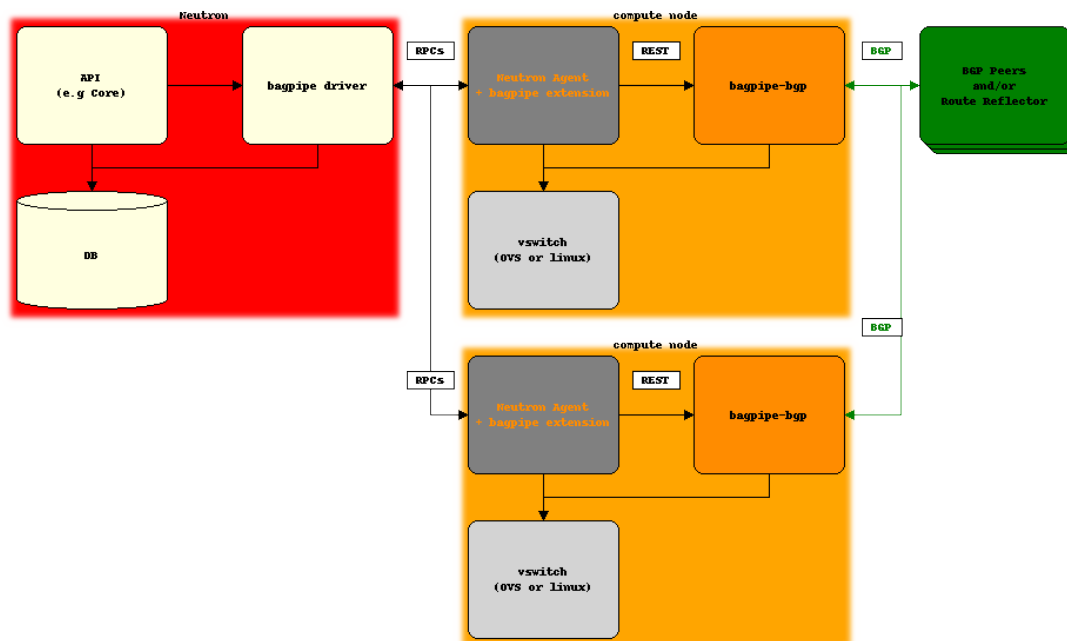 Neutron
compute node
API
(e.g Core)
bagpipe driver
RPCs
Neutron Agent
+ bagpipe extension
REST
bagpipe-bgp
BGP
BGP Peers
and/or
Route Reflector
DB
vswitch
(OVS or linux)
BGP
compute node
RPCs
Neutron Agent
+ bagpipe extension
REST
bagpipe-bgp
vswitch
(OVS or linux)